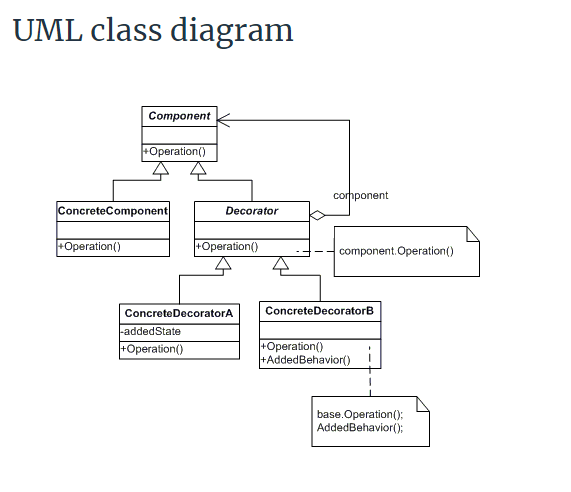 UML class diagram
Component
+Operation()
ConcreteComponent
+Operation()
Decorator
+Operation()
component
component.Operation()
ConcreteDecoratorA
-addedState
+Operation()
ConcreteDecoratorB
+Operation()
+AddedBehavior()
base.Operation();
AddedBehavior();